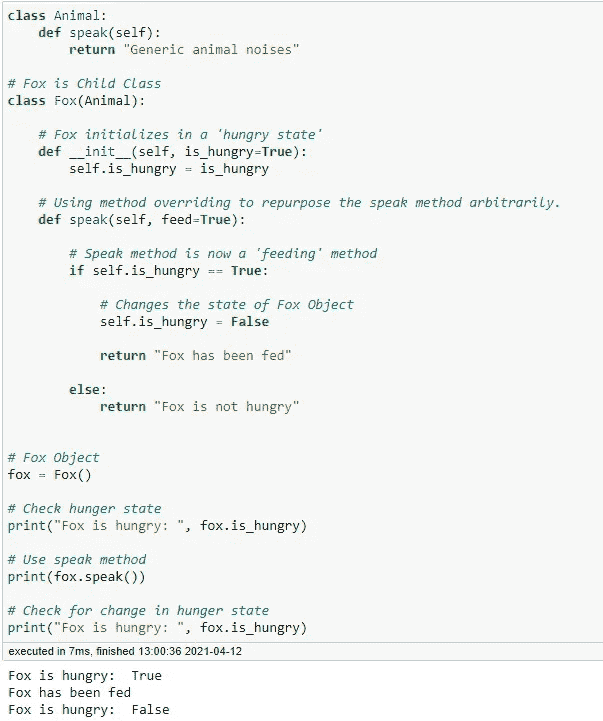 class Animal:
    def speak(self):
        return "Generic animal noises"

# Fox is Child Class
class Fox(Animal):

    # Fox initializes in a 'hungry state'
    def __init__(self, is_hungry=True):
        self.is_hungry = is_hungry

    # Using method overriding to repurpose the speak method arbitrarily.
    def speak(self, feed=True):

        # Speak method is now a 'feeding' method
        if self.is_hungry == True:

            # Changes the state of Fox Object
            self.is_hungry = False

            return "Fox has been fed"

        else:
            return "Fox is not hungry"


# Fox Object
fox = Fox()

# Check hunger state
print("Fox is hungry: ", fox.is_hungry)

# Use speak method
print(fox.speak())

# Check for change in hunger state
print("Fox is hungry: ", fox.is_hungry)
executed in 7ms, finished 13:00:36 2021-04-12
Fox is hungry:  True
Fox has been fed
Fox is hungry:  False